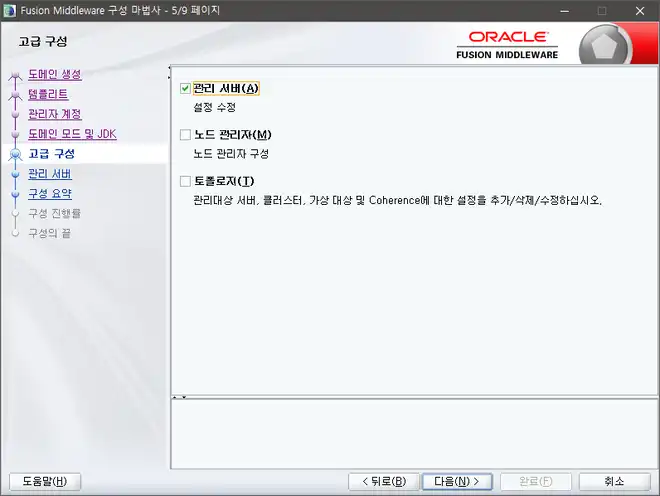 Fusion Middleware 구성 마법사 - 5/9 페이지
고급 구성
ORACLE
FUSION MIDDLEWARE
도메인 생성
템플리트
관리자 계정
도메인 모드 및 JDK
고급 구성
관리 서버
구성 요약
구성 진행률
구성의 끝
관리 서버(A)
설정 수정
노드 관리자(M)
노드 관리자 구성
토폴로지(T)
관리대상 서버, 클러스터, 가상 대상 및 Coherence에 대한 설정을 추가/삭제/수정하십시오.
도움말(H)
< 뒤로(B)
다음(N) >
완료(F)
취소